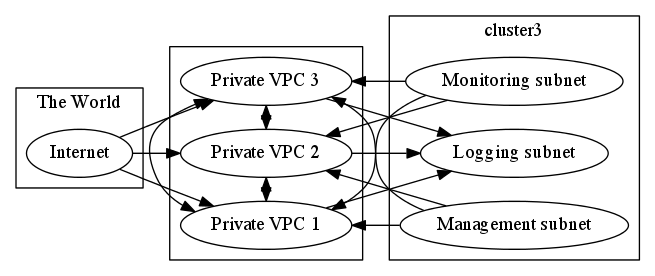 The World
Internet
Private VPC 3
Private VPC 2
Private VPC 1
cluster3
Monitoring subnet
Logging subnet
Management subnet